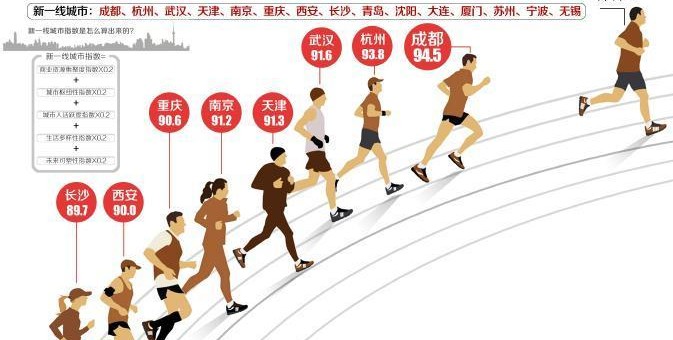 新一线城市：成都、杭州、武汉、天津、南京、重庆、西安、长沙、青岛、沈阳、大连、厦门、苏州、宁波、无锡
新一线城市指数是怎么算出来的？
新一线城市指数=
商业资源集聚度指数X0.2
+
城市枢纽性指数X0.2
+
城市人活跃度指数X0.2
+
生活多样性指数X0.2
+
未来可塑性指数X0.2
长沙
89.7
西安
90.0
重庆
90.6
南京
91.2
天津
91.3
武汉
91.6
杭州
93.8
成都
94.5